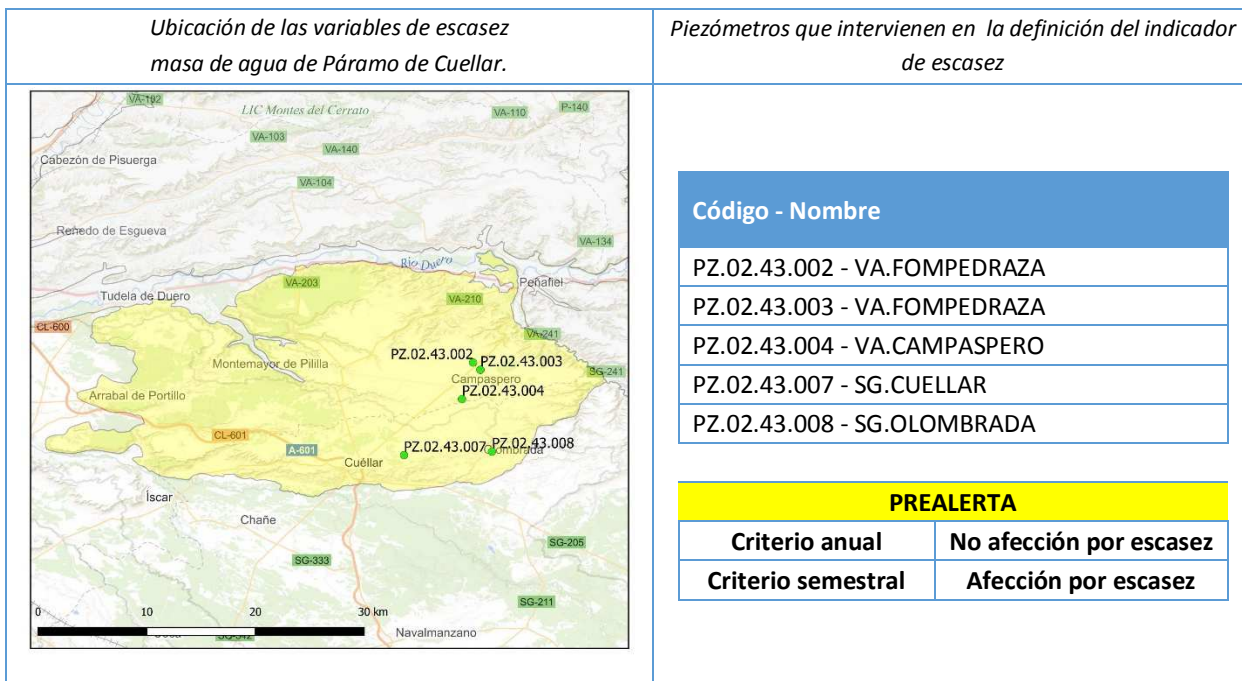 Ubicación de las variables de escasez
masa de agua de Páramo de Cuellar.
Piezómetros que intervienen en la definición del indicador
de escasez
VA-192
LIC Montes del Cerrato
VA-110
P-140
VA-103
VA-140
Cabezón de Pisuerga
VA-104
Renedo de Esgueva
VA-134
Río Duero
Peñafiel
VA-203
Tudela de Duero
VA-210
CL-600
VA-241
PZ.02.43.002
PZ.02.43.003
Montemayor de Pililla
Campaspero
SG-241
PZ.02.43.004
Arrabal de Portillo
CL-601
A-601
PZ.02.43.007
PZ.02.43.008
Cuéllar
Íscar
Chañe
SG-205
SG-333
SG-211
0 10 20 30 km
Navalmanzano
Código - Nombre
PZ.02.43.002 - VA.FOMPEDRAZA
PZ.02.43.003 - VA.FOMPEDRAZA
PZ.02.43.004 - VA.CAMPASPERO
PZ.02.43.007 - SG.CUELLAR
PZ.02.43.008 - SG.OLOMBRADA
PREALERTA
Criterio anual No afección por escasez
Criterio semestral Afección por escasez